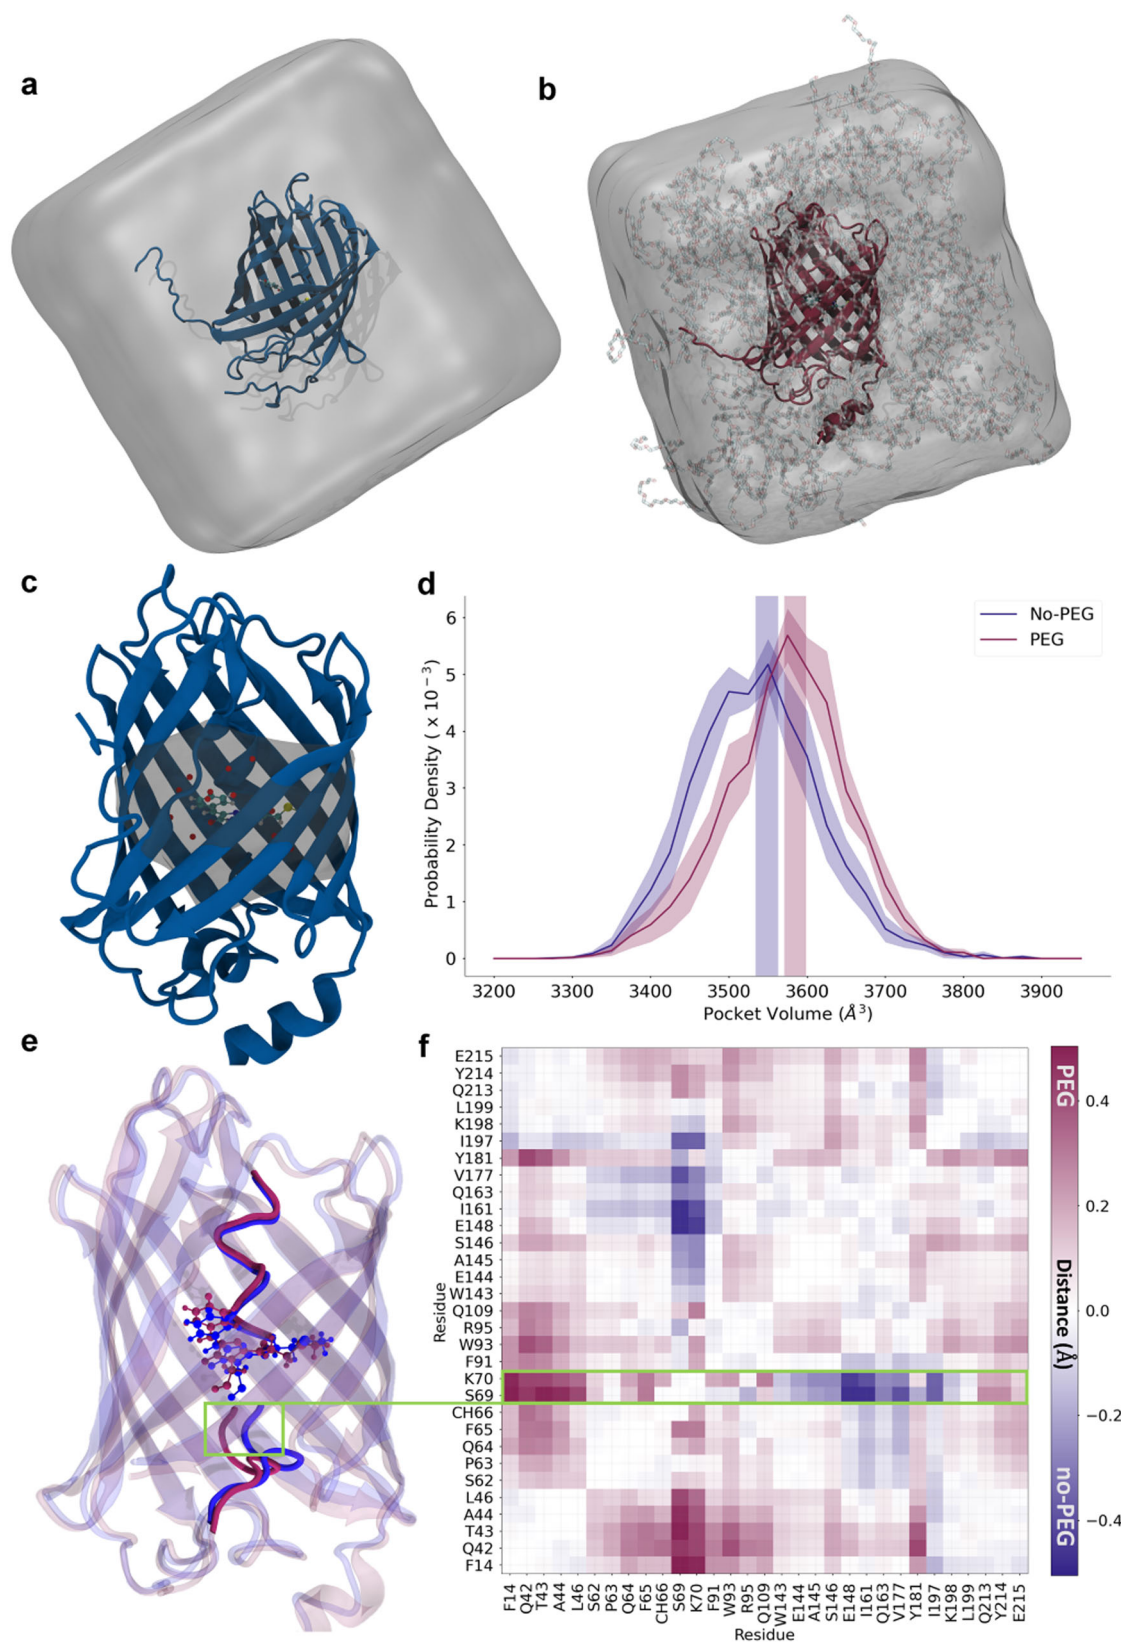 a
b
c
d
No-PEG
PEG
6
5
4
3
2
1
0
Probability Density ( x 10⁻³)
3200 3300 3400 3500 3600 3700 3800 3900
Pocket Volume (Å³)
e
f
E215
Y214
Q213
L199
K198
I197
Y181
V177
Q163
I161
E148
S146
A145
E144
W143
Q109
R95
W93
F91
K70
S69
CH66
F65
Q64
P63
S62
L46
A44
T43
Q42
F14
Residue
F14 Q42 T43 A44 L46 S62 P63 Q64 F65 CH66 S69 K70 F91 W93 R95 Q109 W143 E144 A145 S146 E148 I161 Q163 V177 Y181 I197 K198 L199 Q213 Y214 E215
Residue
PEG
Distance (Å)
no-PEG
0.4
0.2
0.0
−0.2
−0.4